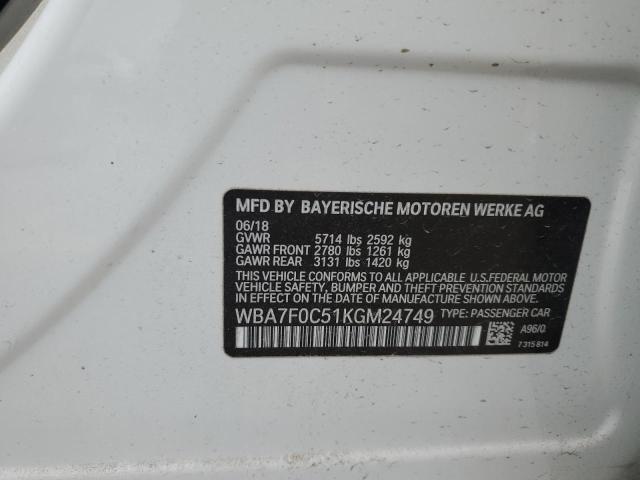 MFD BY BAYERISCHE MOTOREN WERKE AG
06/18
GVWR 5714 lbs 2592 kg
GAWR FRONT 2780 lbs 1261 kg
GAWR REAR 3131 lbs 1420 kg
THIS VEHICLE CONFORMS TO ALL APPLICABLE U.S.FEDERAL MOTOR
VEHICLE SAFETY, BUMPER AND THEFT PREVENTION STANDARDS IN
EFFECT ON THE DATE OF MANUFACTURE SHOWN ABOVE.
WBA7F0C51KGM24749 TYPE: PASSENGER CAR
A96/0
7315814